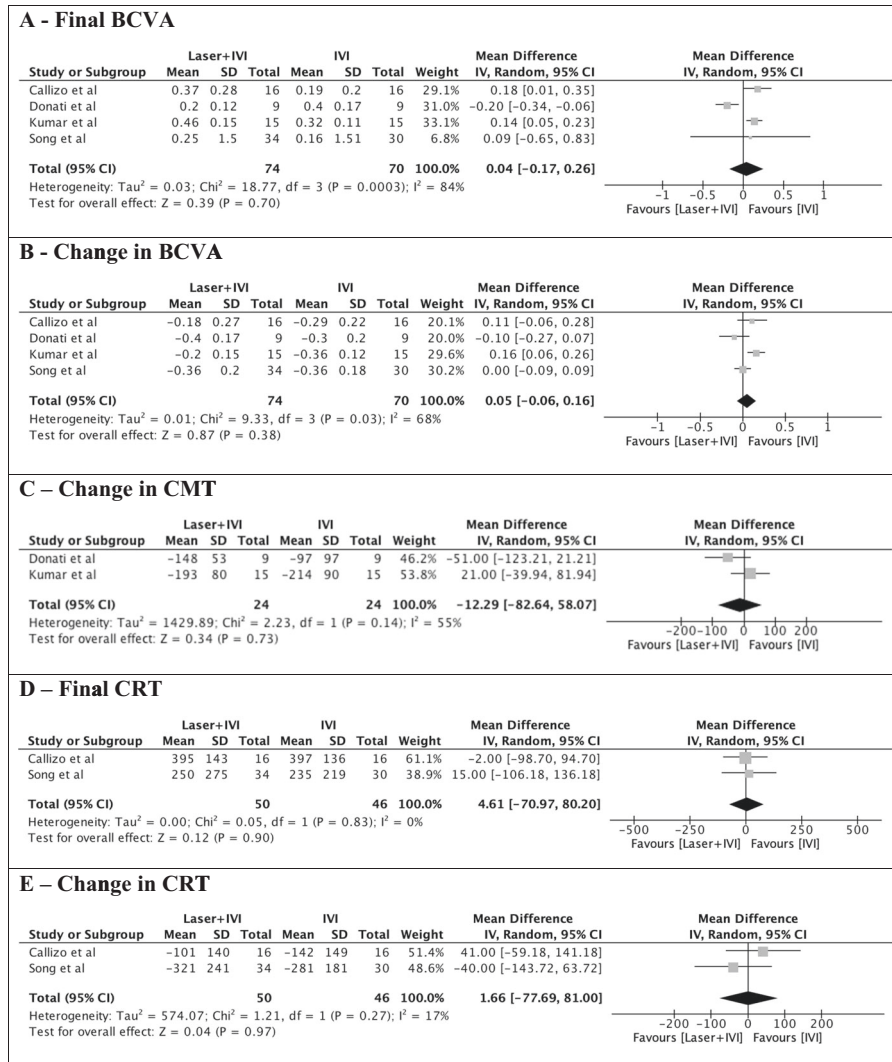 A - Final BCVA
Laser+IVI IVI Mean Difference Mean Difference
Study or Subgroup Mean SD Total Mean SD Total Weight IV, Random, 95% CI IV, Random, 95% CI
Callizo et al 0.37 0.28 16 0.19 0.2 16 29.1% 0.18 [0.01, 0.35]
Donati et al 0.2 0.12 9 0.4 0.17 9 31.0% -0.20 [-0.34, -0.06]
Kumar et al 0.46 0.15 15 0.32 0.11 15 33.1% 0.14 [0.05, 0.23]
Song et al 0.25 1.5 34 0.16 1.51 30 6.8% 0.09 [-0.65, 0.83]
Total (95% CI) 74 70 100.0% 0.04 [-0.17, 0.26]
Heterogeneity: Tau² = 0.03; Chi² = 18.77, df = 3 (P = 0.0003); I² = 84%
Test for overall effect: Z = 0.39 (P = 0.70)
-1 -0.5 0 0.5 1
Favours [Laser+IVI] Favours [IVI]
B - Change in BCVA
Laser+IVI IVI Mean Difference Mean Difference
Study or Subgroup Mean SD Total Mean SD Total Weight IV, Random, 95% CI IV, Random, 95% CI
Callizo et al -0.18 0.27 16 -0.29 0.22 16 20.1% 0.11 [-0.06, 0.28]
Donati et al -0.4 0.17 9 -0.3 0.2 9 20.0% -0.10 [-0.27, 0.07]
Kumar et al -0.2 0.15 15 -0.36 0.12 15 29.6% 0.16 [0.06, 0.26]
Song et al -0.36 0.2 34 -0.36 0.18 30 30.2% 0.00 [-0.09, 0.09]
Total (95% CI) 74 70 100.0% 0.05 [-0.06, 0.16]
Heterogeneity: Tau² = 0.01; Chi² = 9.33, df = 3 (P = 0.03); I² = 68%
Test for overall effect: Z = 0.87 (P = 0.38)
-1 -0.5 0 0.5 1
Favours [Laser+IVI] Favours [IVI]
C – Change in CMT
Laser+IVI IVI Mean Difference Mean Difference
Study or Subgroup Mean SD Total Mean SD Total Weight IV, Random, 95% CI IV, Random, 95% CI
Donati et al -148 53 9 -97 97 9 46.2% -51.00 [-123.21, 21.21]
Kumar et al -193 80 15 -214 90 15 53.8% 21.00 [-39.94, 81.94]
Total (95% CI) 24 24 100.0% -12.29 [-82.64, 58.07]
Heterogeneity: Tau² = 1429.89; Chi² = 2.23, df = 1 (P = 0.14); I² = 55%
Test for overall effect: Z = 0.34 (P = 0.73)
-200 -100 0 100 200
Favours [Laser+IVI] Favours [IVI]
D – Final CRT
Laser+IVI IVI Mean Difference Mean Difference
Study or Subgroup Mean SD Total Mean SD Total Weight IV, Random, 95% CI IV, Random, 95% CI
Callizo et al 395 143 16 397 136 16 61.1% -2.00 [-98.70, 94.70]
Song et al 250 275 34 235 219 30 38.9% 15.00 [-106.18, 136.18]
Total (95% CI) 50 46 100.0% 4.61 [-70.97, 80.20]
Heterogeneity: Tau² = 0.00; Chi² = 0.05, df = 1 (P = 0.83); I² = 0%
Test for overall effect: Z = 0.12 (P = 0.90)
-500 -250 0 250 500
Favours [Laser+IVI] Favours [IVI]
E – Change in CRT
Laser+IVI IVI Mean Difference Mean Difference
Study or Subgroup Mean SD Total Mean SD Total Weight IV, Random, 95% CI IV, Random, 95% CI
Callizo et al -101 140 16 -142 149 16 51.4% 41.00 [-59.18, 141.18]
Song et al -321 241 34 -281 181 30 48.6% -40.00 [-143.72, 63.72]
Total (95% CI) 50 46 100.0% 1.66 [-77.69, 81.00]
Heterogeneity: Tau² = 574.07; Chi² = 1.21, df = 1 (P = 0.27); I² = 17%
Test for overall effect: Z = 0.04 (P = 0.97)
-200 -100 0 100 200
Favours [Laser+IVI] Favours [IVI]